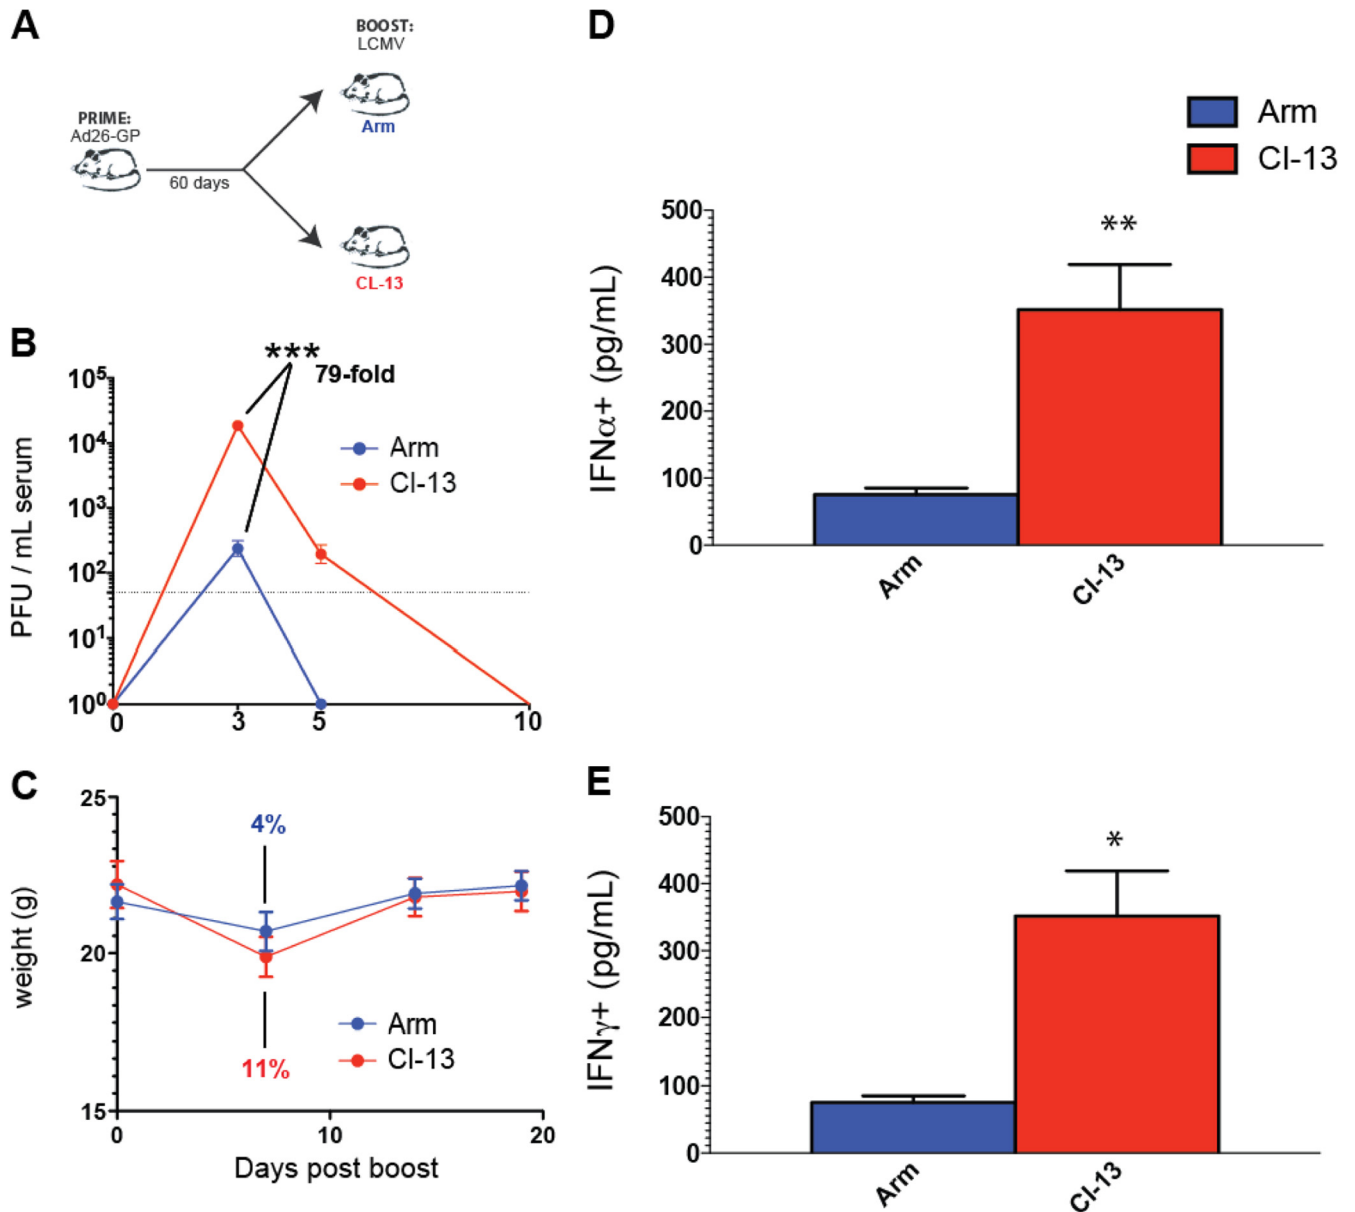 A
BOOST:
LCMV
PRIME:
Ad26-GP
60 days
Arm
CL-13
B
***
79-fold
PFU / mL serum
10⁵
10⁴
10³
10²
10¹
10⁰
0 3 5 10
Arm
Cl-13
C
weight (g)
25
20
15
4%
11%
Arm
Cl-13
0 10 20
Days post boost
D
Arm
Cl-13
IFNα+ (pg/mL)
500
400
300
200
100
0
**
Arm
Cl-13
E
IFNγ+ (pg/mL)
500
400
300
200
100
0
*
Arm
Cl-13